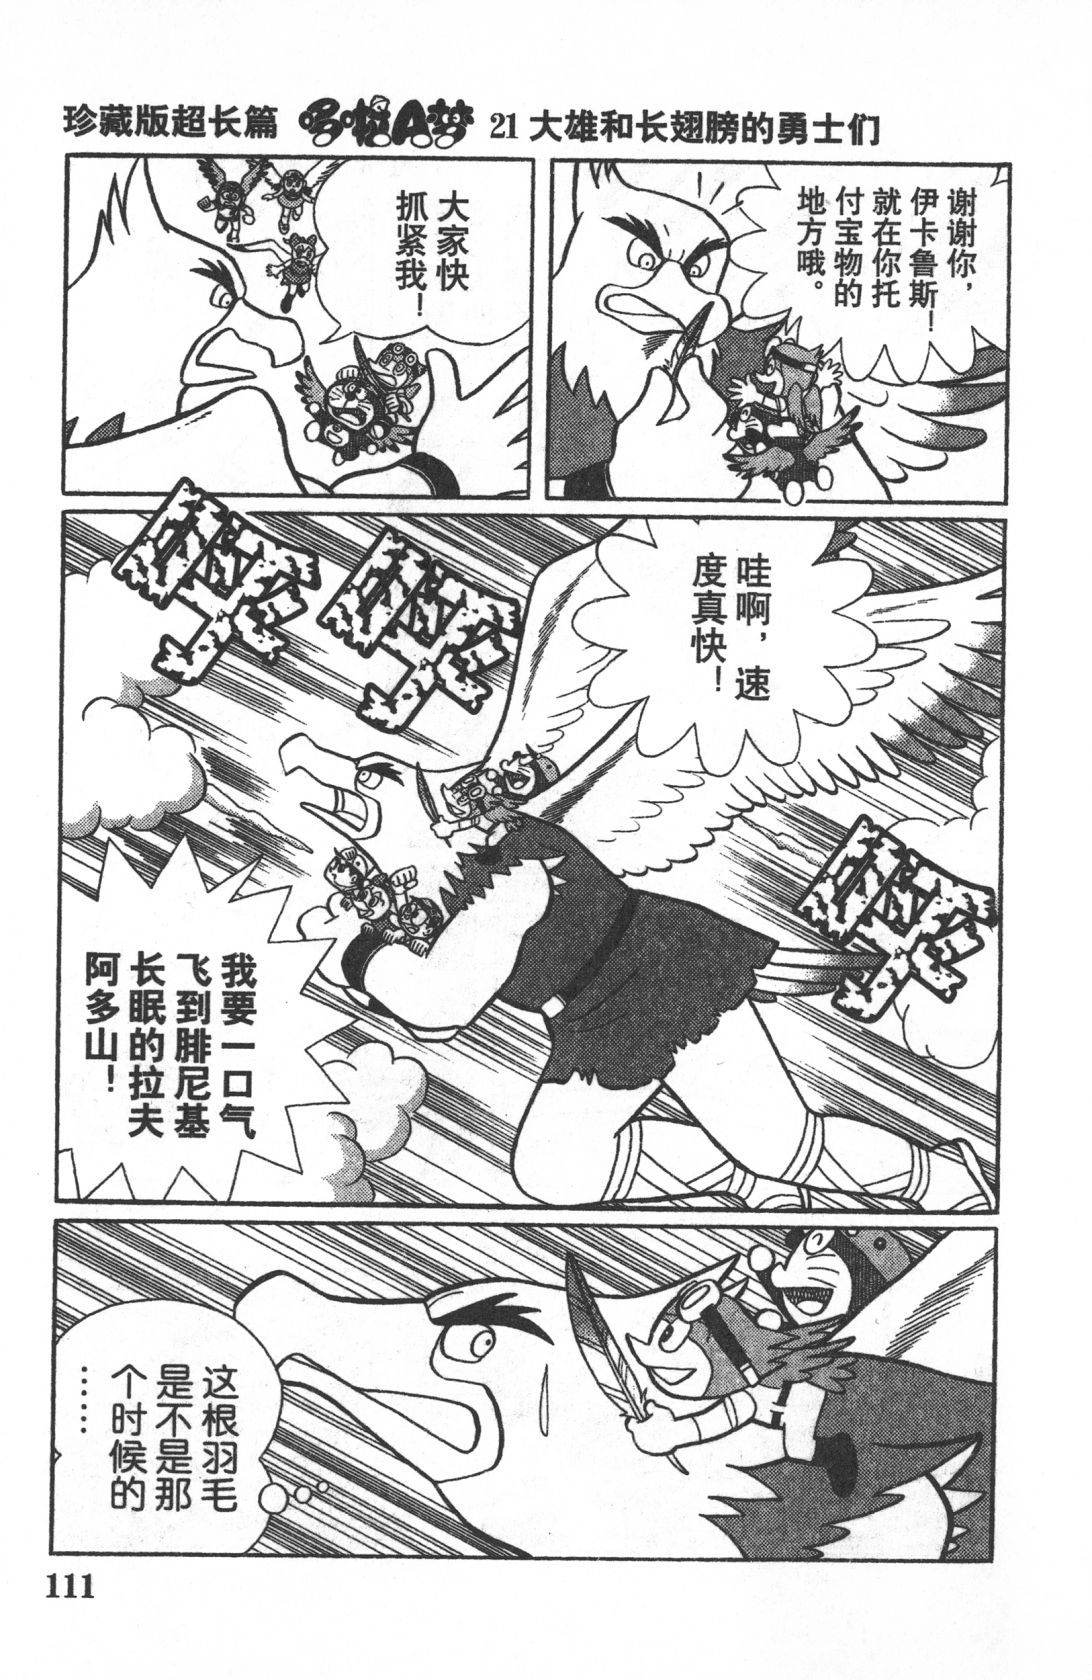 珍藏版超长篇 哆啦A梦 21 大雄和长翅膀的勇士们
谢谢你，
伊卡鲁斯！
就在你托
付宝物的
地方哦。
大家快
抓紧我！
哇啊，速
度真快！
我要一口气
飞到腓尼基
长眠的拉夫
阿多山！
这根羽毛
是不是那
个时候的
……
111